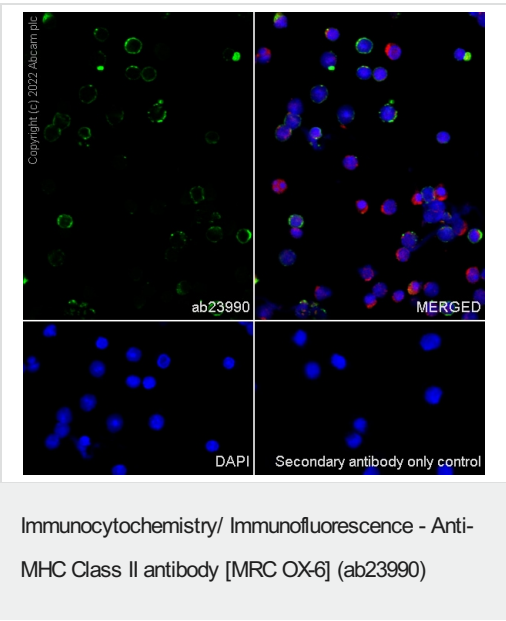 Copyright (c) 2022 Abcam plc
ab23990
MERGED
DAPI
Secondary antibody only control
Immunocytochemistry/ Immunofluorescence - Anti-
MHC Class II antibody [MRC OX-6] (ab23990)